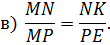 в) MN/MP = NK/PE.